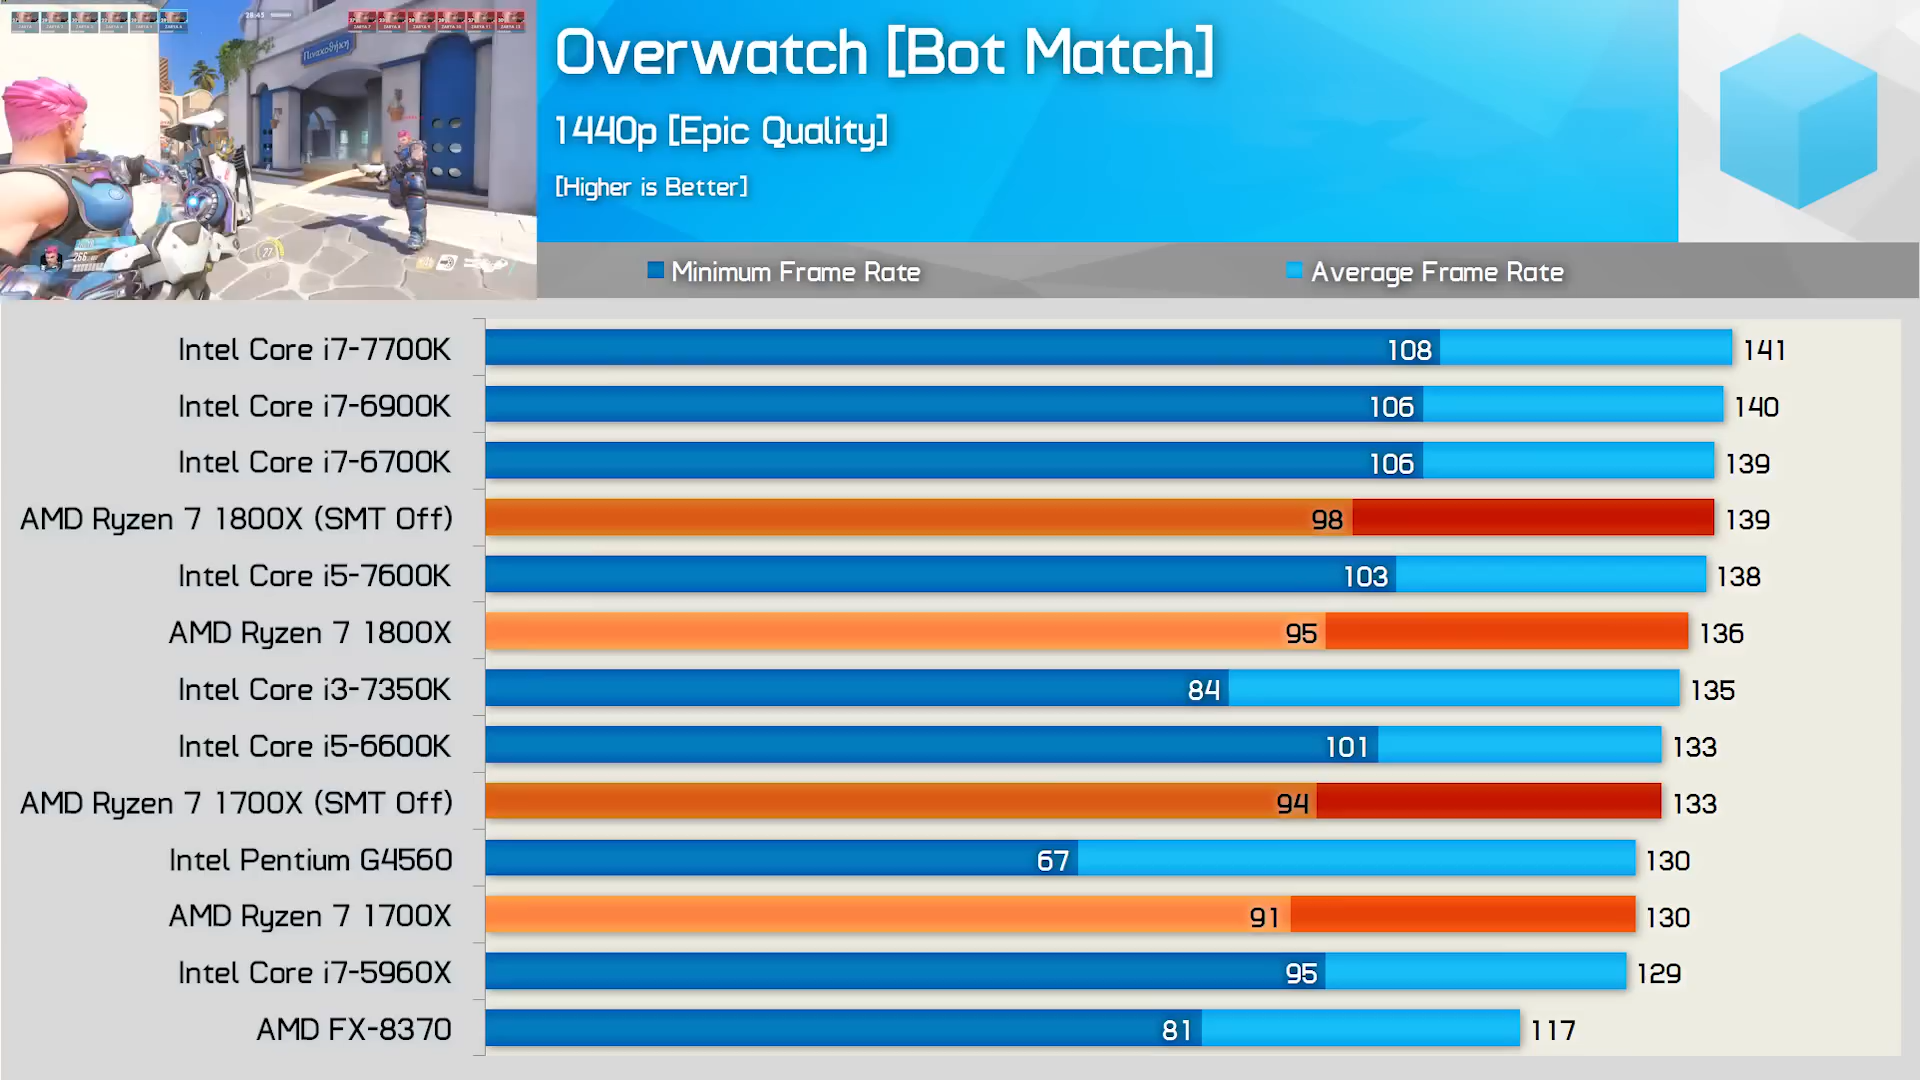 28:43
Πινακοθήκη
Overwatch [Bot Match]
1440p [Epic Quality]
[Higher is Better]
Minimum Frame Rate
Average Frame Rate
Intel Core i7-7700K 108 141
Intel Core i7-6900K 106 140
Intel Core i7-6700K 106 139
AMD Ryzen 7 1800X (SMT Off) 98 139
Intel Core i5-7600K 103 138
AMD Ryzen 7 1800X 95 136
Intel Core i3-7350K 84 135
Intel Core i5-6600K 101 133
AMD Ryzen 7 1700X (SMT Off) 94 133
Intel Pentium G4560 67 130
AMD Ryzen 7 1700X 91 130
Intel Core i7-5960X 95 129
AMD FX-8370 81 117